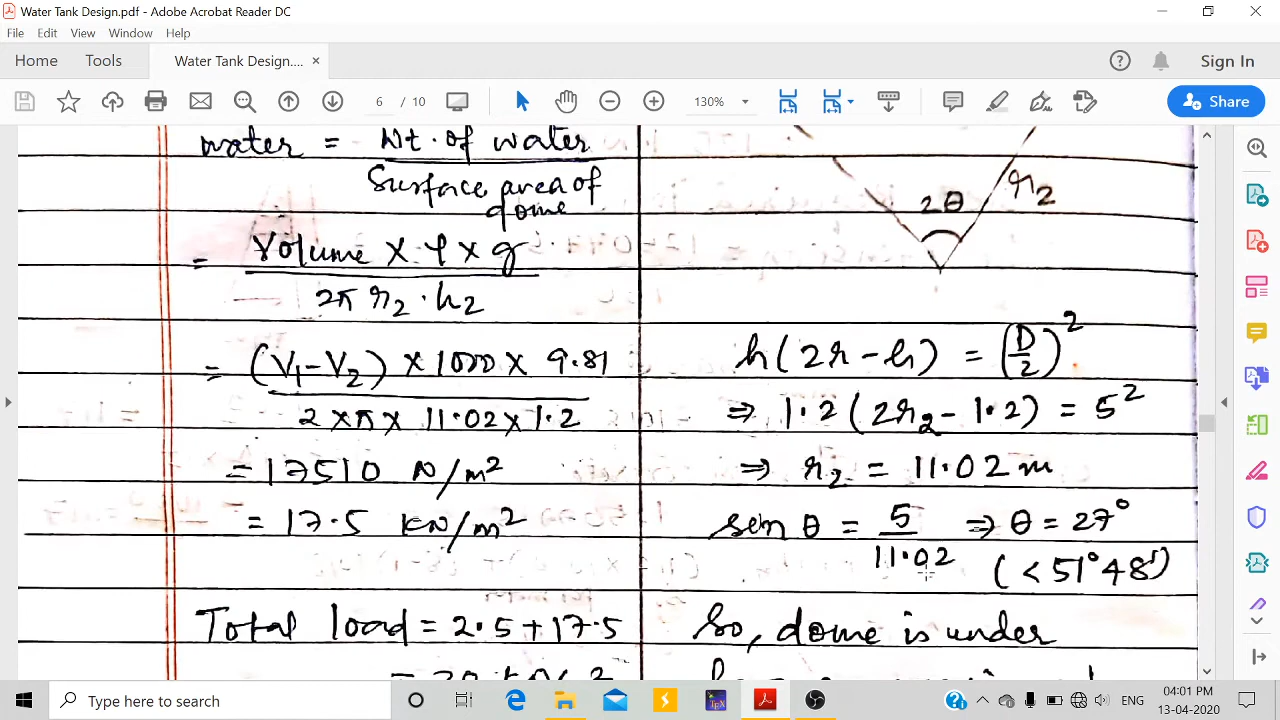 Water Tank Design.pdf - Adobe Acrobat Reader DC
File Edit View Window Help
Home Tools Water Tank Design.... ×
6 / 10 130% Share
Sign In
water = Wt. of water
Surface area of
dome
= Volume × ρ × g
2π r2 . h2
= (V1-V2) × 1000 × 9.81
2 × π × 11.02 × 1.2
= 17510 N/m²
= 17.5 kN/m²
Total load = 2.5 + 17.5
2θ r2
h(2r - h) = (D/2)²
⇒ 1.2(2r2 - 1.2) = 5²
⇒ r2 = 11.02 m
sin θ = 5 ⇒ θ = 27°
11.02 (< 51° 48')
So, dome is under
Type here to search
ENG
04:01 PM
13-04-2020